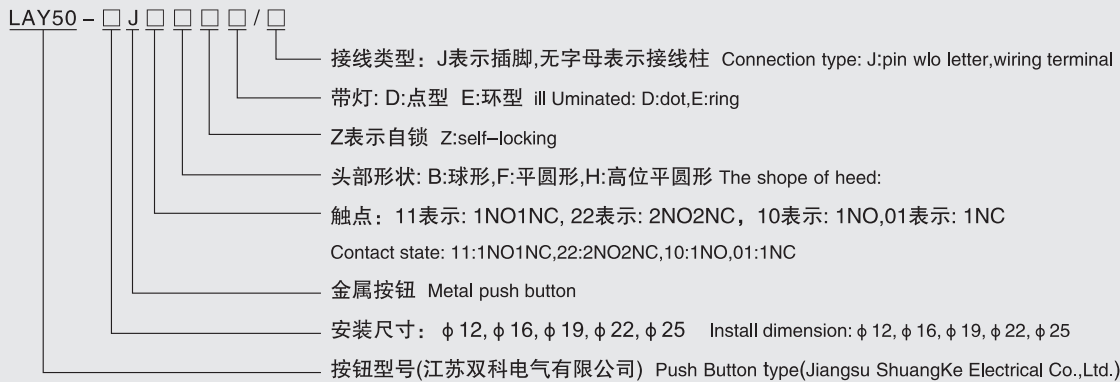 LAY50-□J□□□□/□
接线类型：J表示插脚,无字母表示接线柱 Connection type: J:pin wlo letter,wiring terminal
带灯: D:点型 E:环型 ill Uminated: D:dot,E:ring
Z表示自锁 Z:self-locking
头部形状: B:球形,F:平圆形,H:高位平圆形 The shope of heed:
触点：11表示: 1NO1NC, 22表示: 2NO2NC，10表示: 1NO,01表示: 1NC
Contact state: 11:1NO1NC,22:2NO2NC,10:1NO,01:1NC
金属按钮 Metal push button
安装尺寸：ϕ12,ϕ16,ϕ19,ϕ22,ϕ25 Install dimension: ϕ12,ϕ16,ϕ19,ϕ22,ϕ25
按钮型号(江苏双科电气有限公司) Push Button type(Jiangsu ShuangKe Electrical Co.,Ltd.)